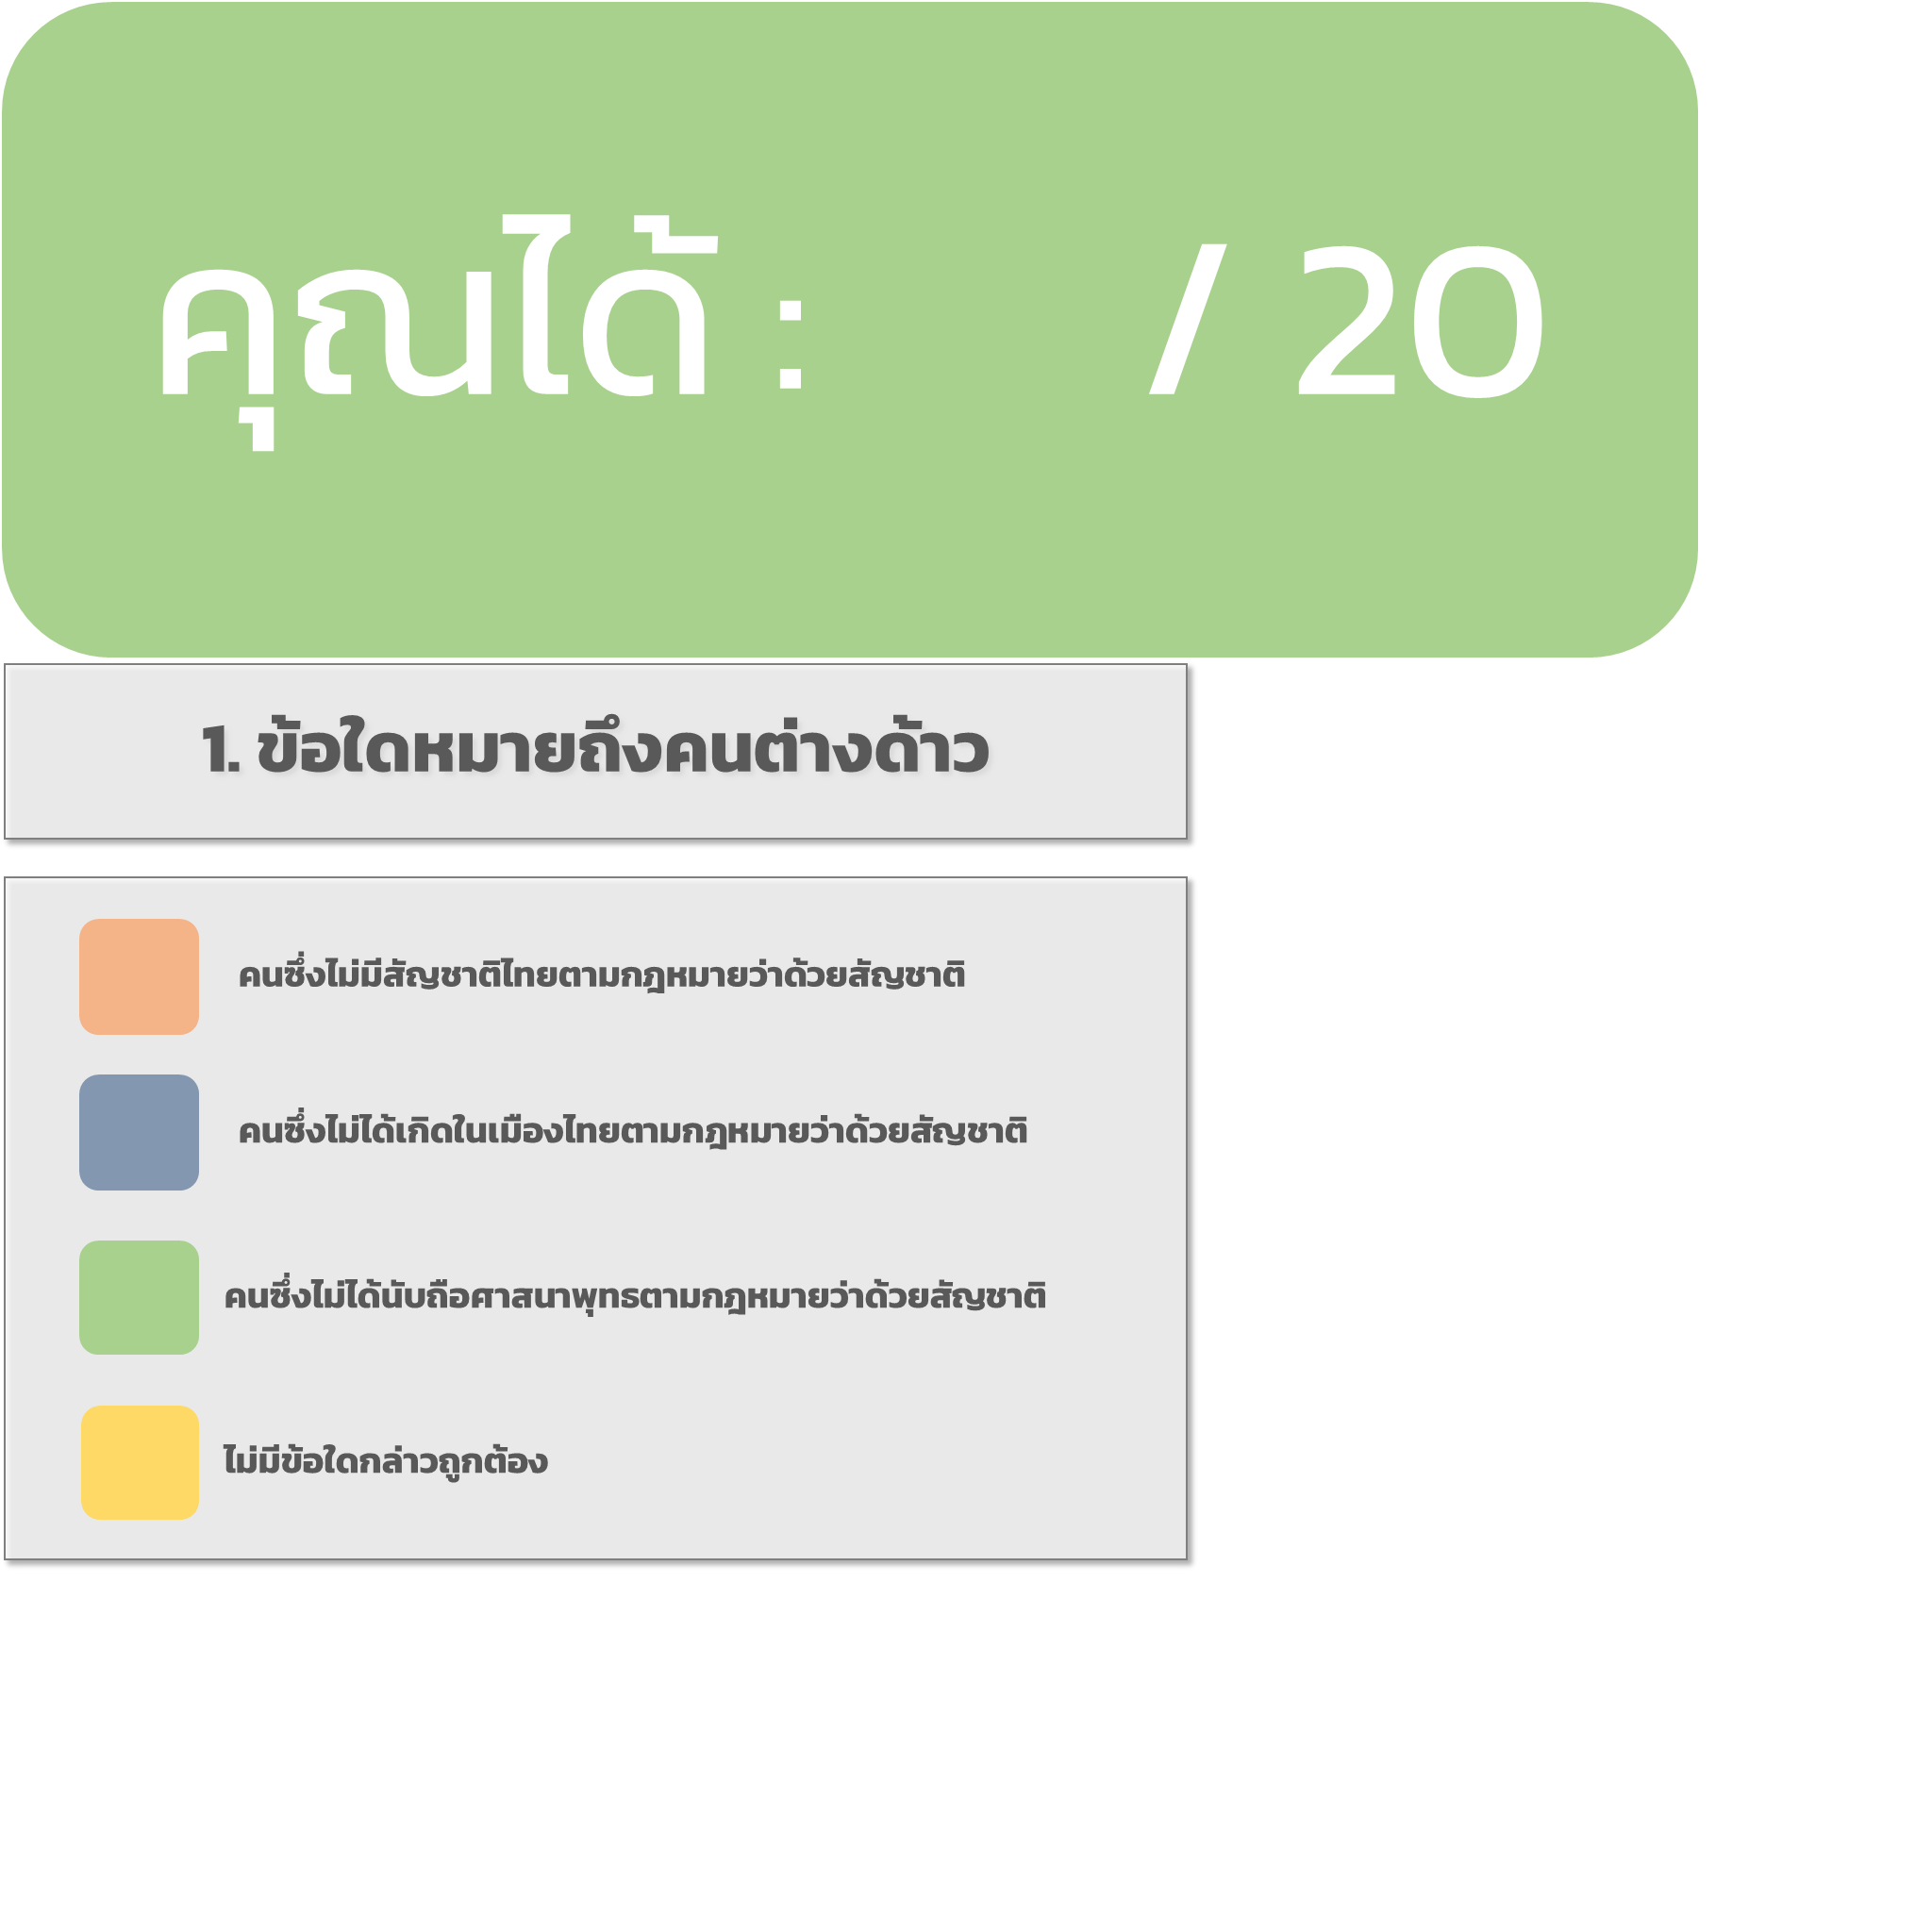 คุณได้ : / 20
1. ข้อใดหมายถึงคนต่างด้าว
คนซึ่งไม่มีสัญชาติไทยตามกฎหมายว่าด้วยสัญชาติ
คนซึ่งไม่ได้เกิดในเมืองไทยตามกฎหมายว่าด้วยสัญชาติ
คนซึ่งไม่ได้นับถือศาสนาพุทธตามกฎหมายว่าด้วยสัญชาติ
ไม่มีข้อใดกล่าวถูกต้อง